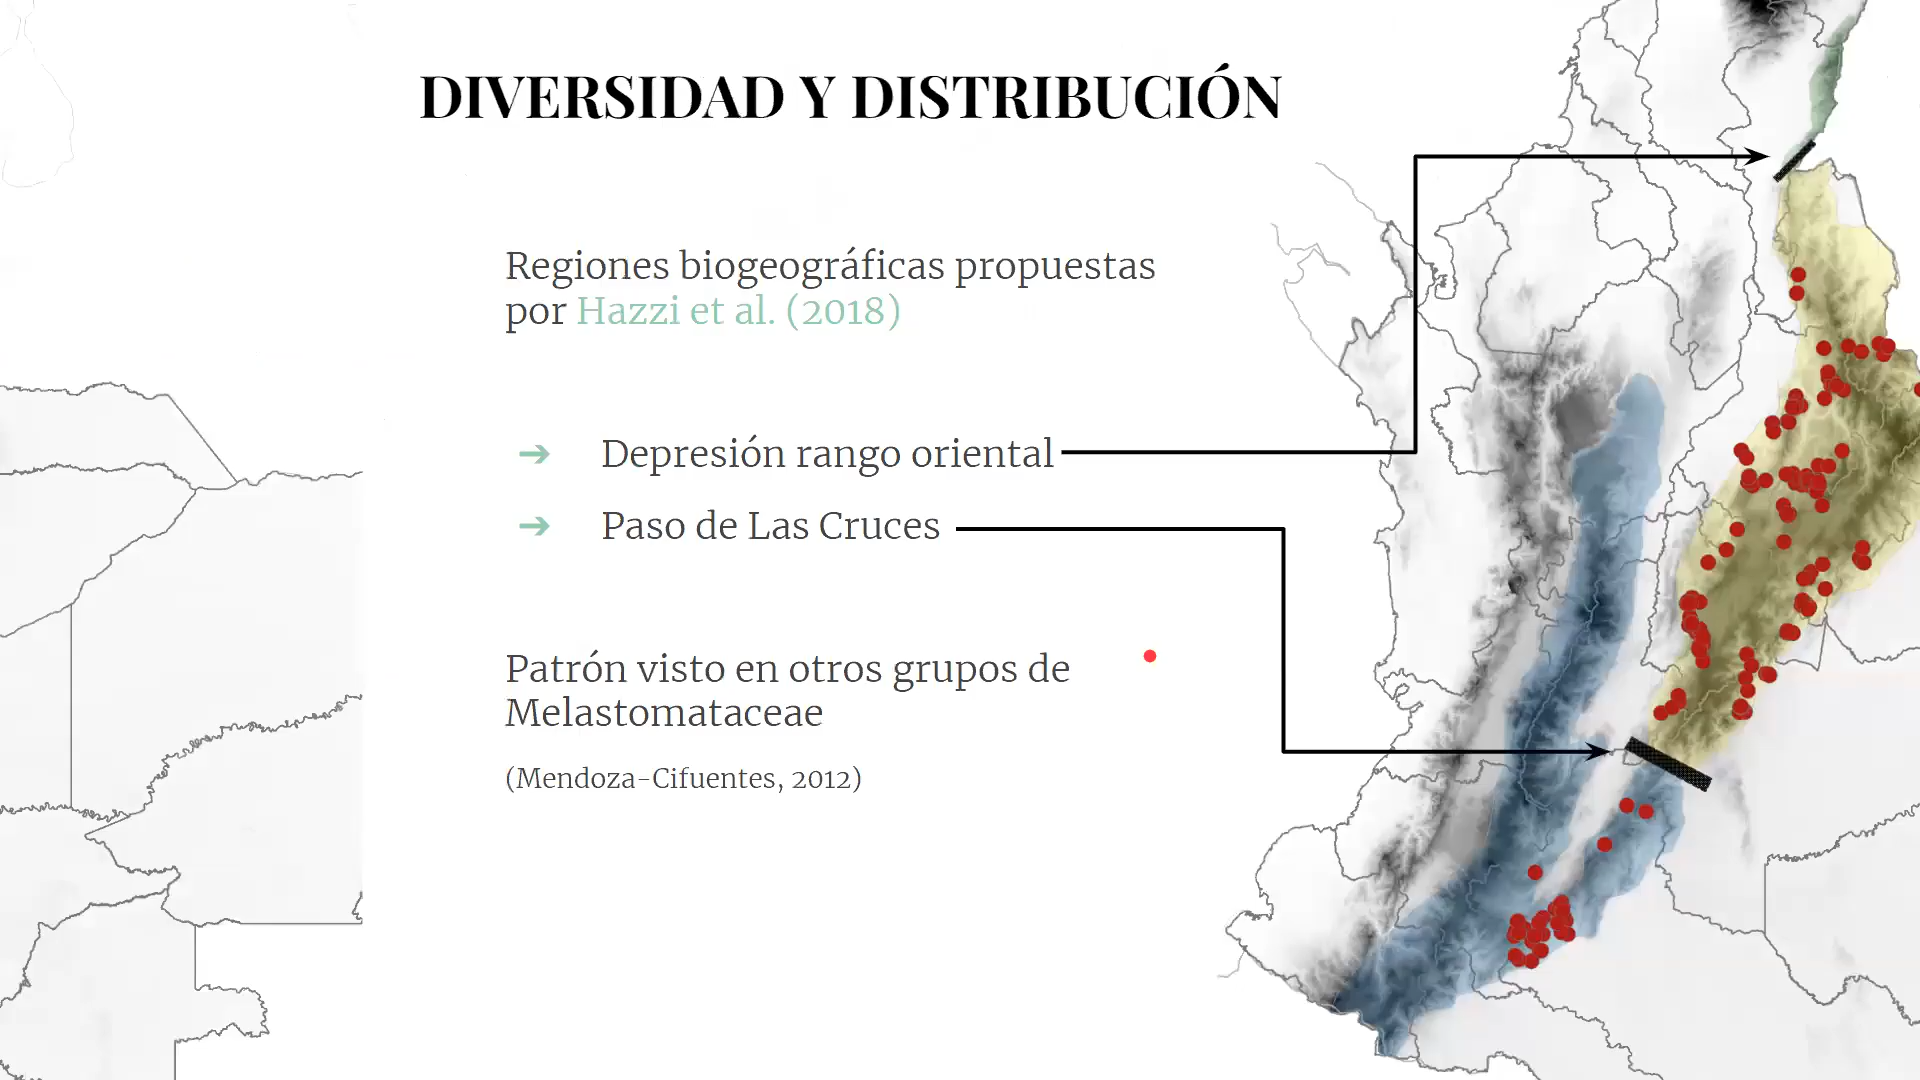 DIVERSIDAD Y DISTRIBUCIÓN
Regiones biogeográficas propuestas
por Hazzi et al. (2018)
➔ Depresión rango oriental
➔ Paso de Las Cruces
Patrón visto en otros grupos de
Melastomataceae
(Mendoza-Cifuentes, 2012)